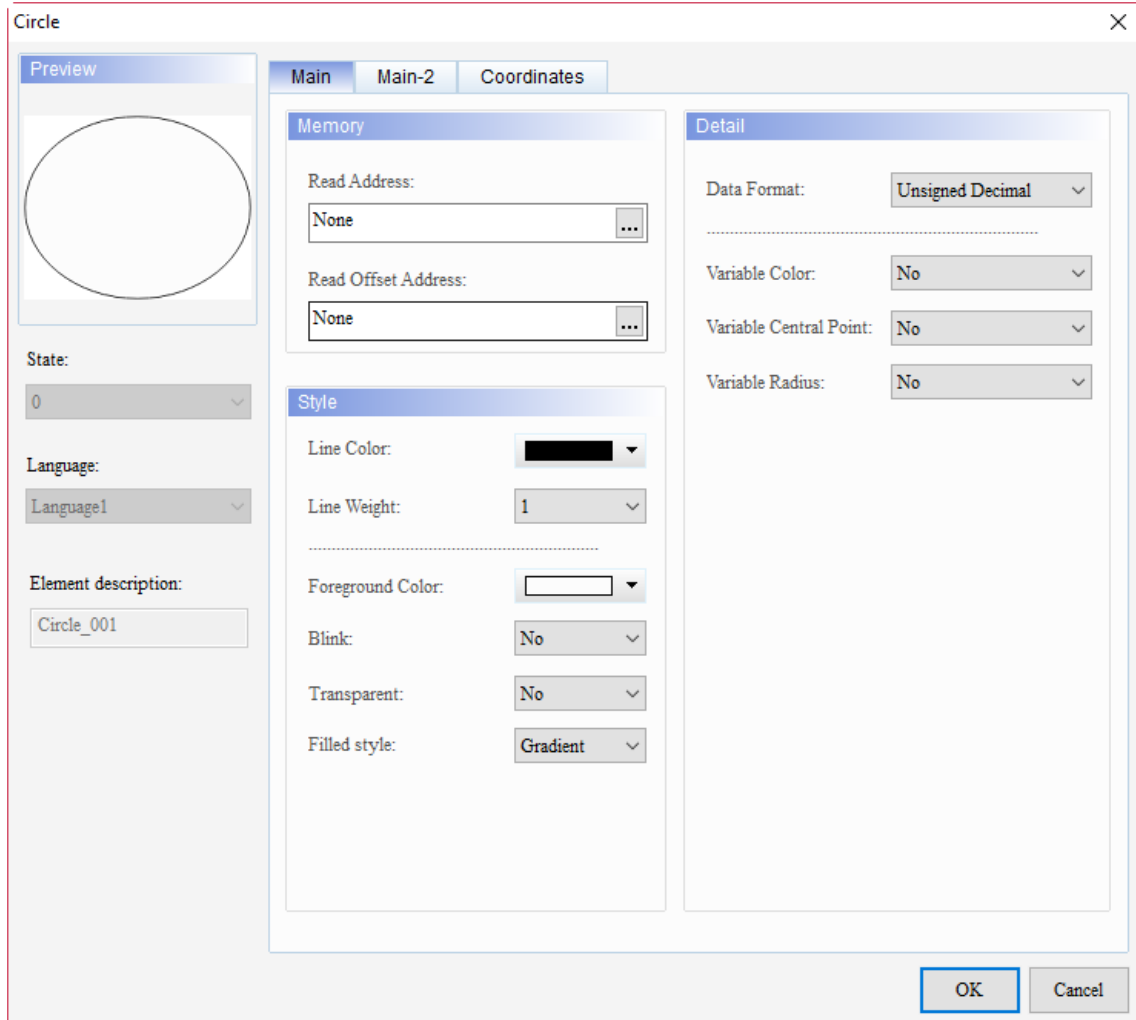 Circle
Preview
Main
Main-2
Coordinates
Memory
Read Address:
None
...
Read Offset Address:
None
...
Detail
Data Format:
Unsigned Decimal
Variable Color:
No
Variable Central Point:
No
Variable Radius:
No
State:
0
Language:
Language1
Element description:
Circle_001
Style
Line Color:
Line Weight:
1
Foreground Color:
Blink:
No
Transparent:
No
Filled style:
Gradient
OK
Cancel